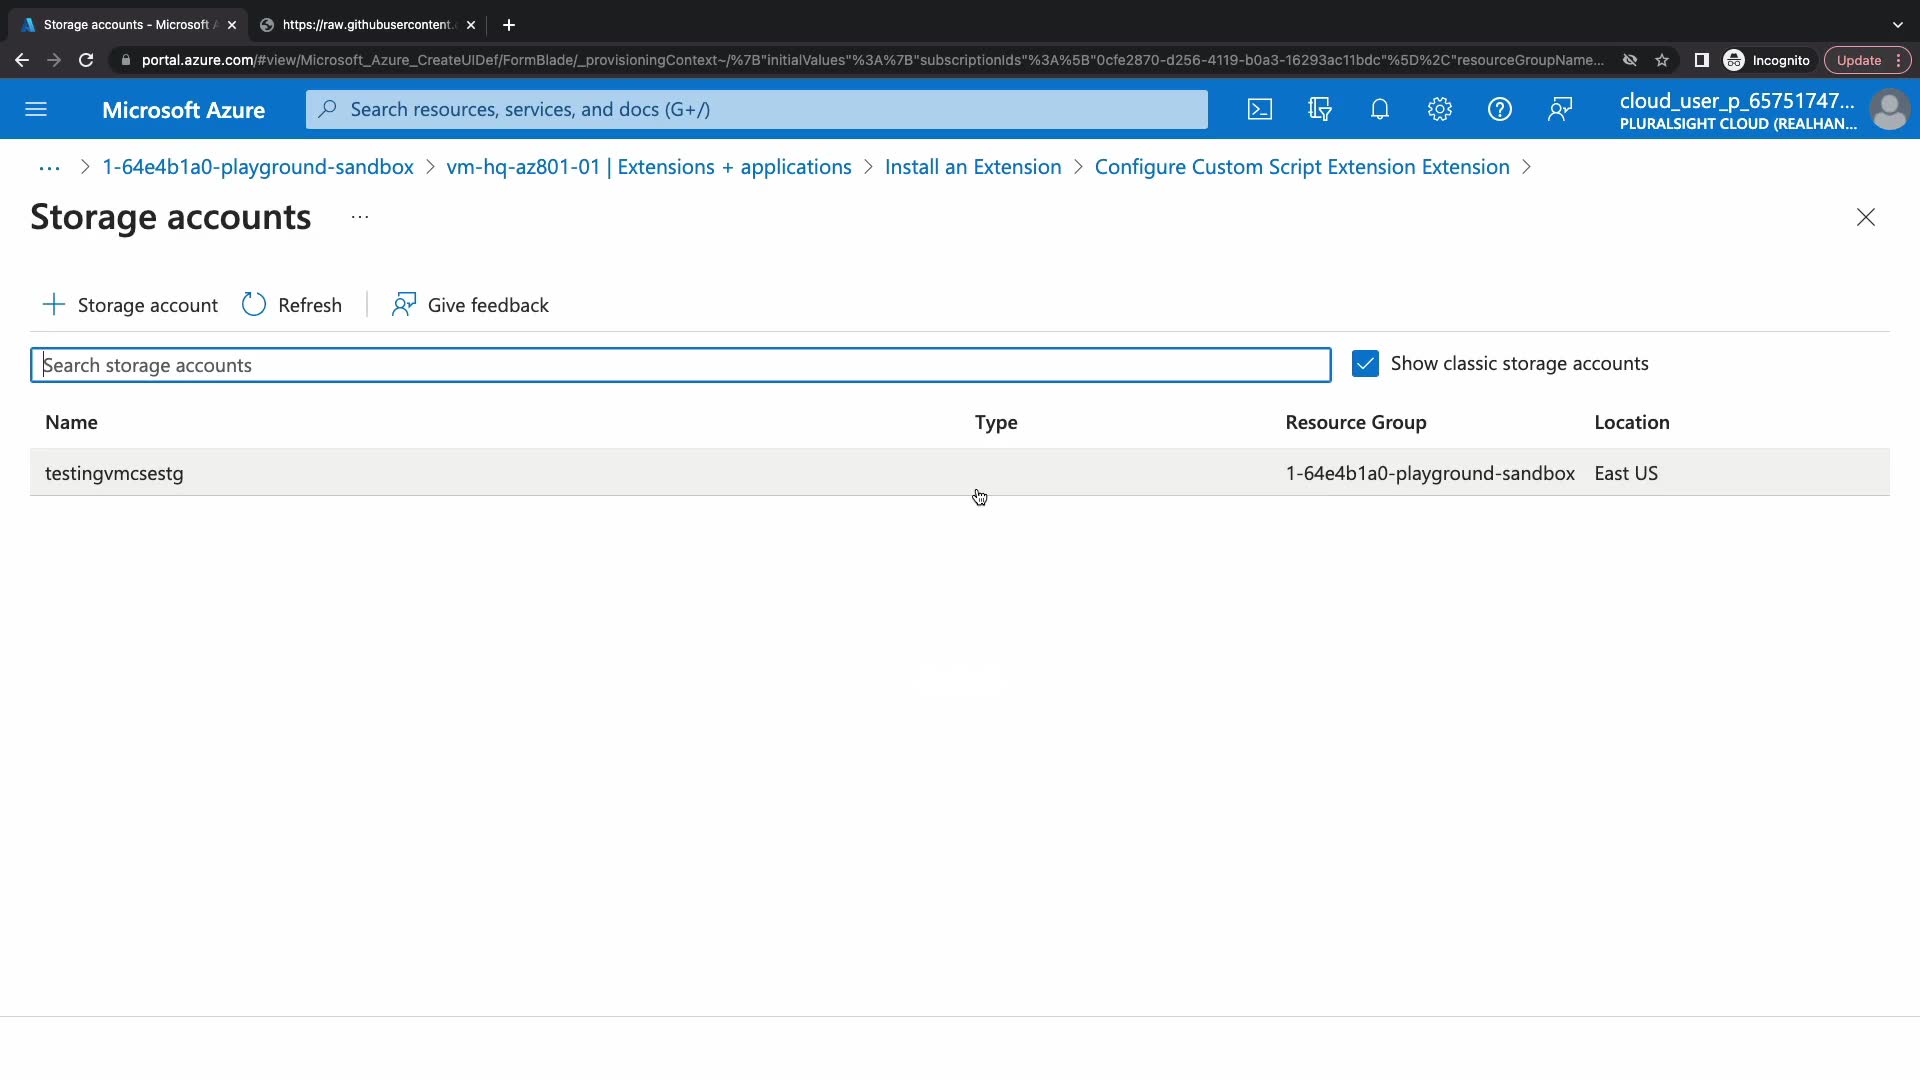 Storage accounts - Microsoft A
https://raw.githubusercontent.c
portal.azure.com/#view/Microsoft_Azure_CreateUIDef/FormBlade/_provisioningContext~/%7B"initialValues"%3A%7B"subscriptionIds"%3A%5B"0cfe2870-d256-4119-b0a3-16293ac11bdc"%5D%2C"resourceGroupName...
Incognito
Update
Microsoft Azure
Search resources, services, and docs (G+/)
cloud_user_p_65751747...
PLURALSIGHT CLOUD (REALHAN...
... > 1-64e4b1a0-playground-sandbox > vm-hq-az801-01 | Extensions + applications > Install an Extension > Configure Custom Script Extension Extension >
Storage accounts ...
+ Storage account Refresh Give feedback
Search storage accounts
Show classic storage accounts
Name Type Resource Group Location
testingvmcsestg 1-64e4b1a0-playground-sandbox East US